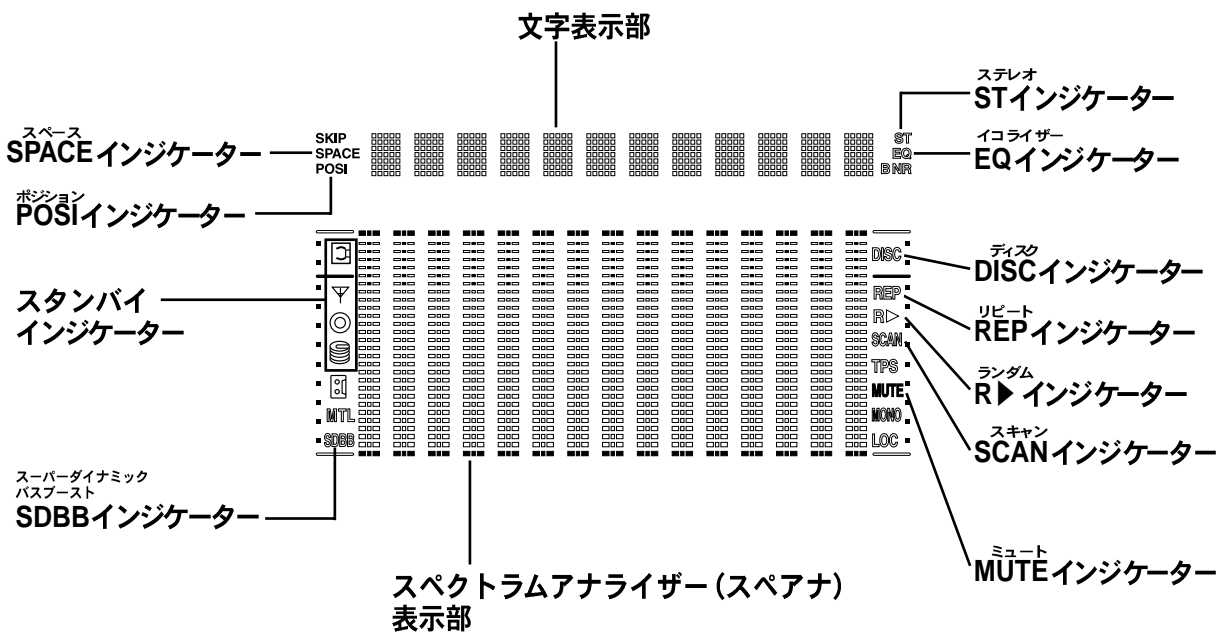 文字表示部
ステレオ
STインジケーター
イコライザー
EQインジケーター
スペース
SPACEインジケーター
ポジション
POSIインジケーター
SKIP
SPACE
POSI
ST
EQ
B NR
スタンバイ
インジケーター
MTL
SDBB
DISC
REP
R▷
SCAN
TPS
MUTE
MONO
LOC
ディスク
DISCインジケーター
リピート
REPインジケーター
ランダム
R▶インジケーター
スキャン
SCANインジケーター
ミュート
MUTEインジケーター
スーパーダイナミック
バスブースト
SDBBインジケーター
スペクトラムアナライザー(スペアナ)
表示部